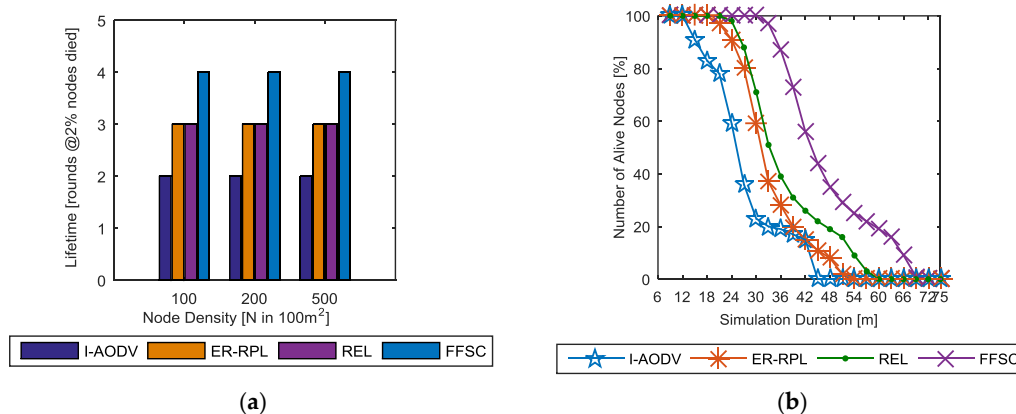 5
4
3
2
1
0
Lifetime [rounds @2% nodes died]
100 200 500
Node Density [N in 100m²]
I-AODV ER-RPL REL FFSC
(a)
100
80
60
40
20
0
Number of Alive Nodes [%]
6 12 18 24 30 36 42 48 54 60 66 72 75
Simulation Duration [m]
I-AODV ER-RPL REL FFSC
(b)